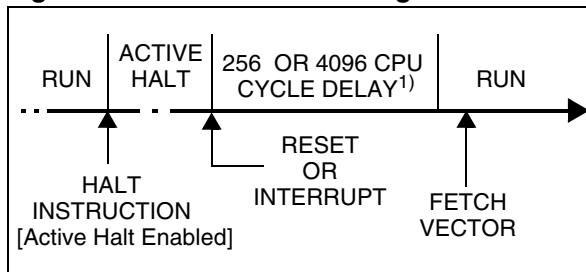 RUN
ACTIVE
HALT
256 OR 4096 CPU
CYCLE DELAY1)
RUN
HALT
INSTRUCTION
[Active Halt Enabled]
RESET
OR
INTERRUPT
FETCH
VECTOR